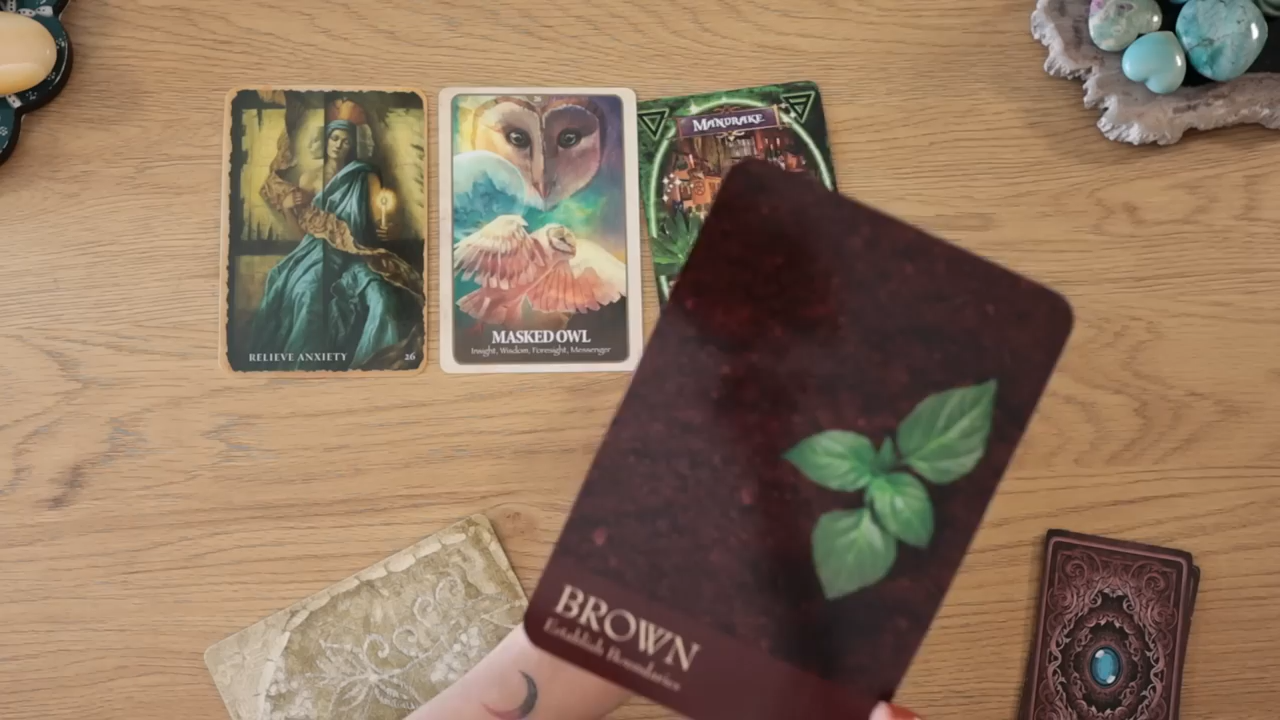 RELIEVE ANXIETY
26
MASKED OWL
Insight, Wisdom, Foresight, Messenger
MANDRAKE
BROWN
Establish Boundaries